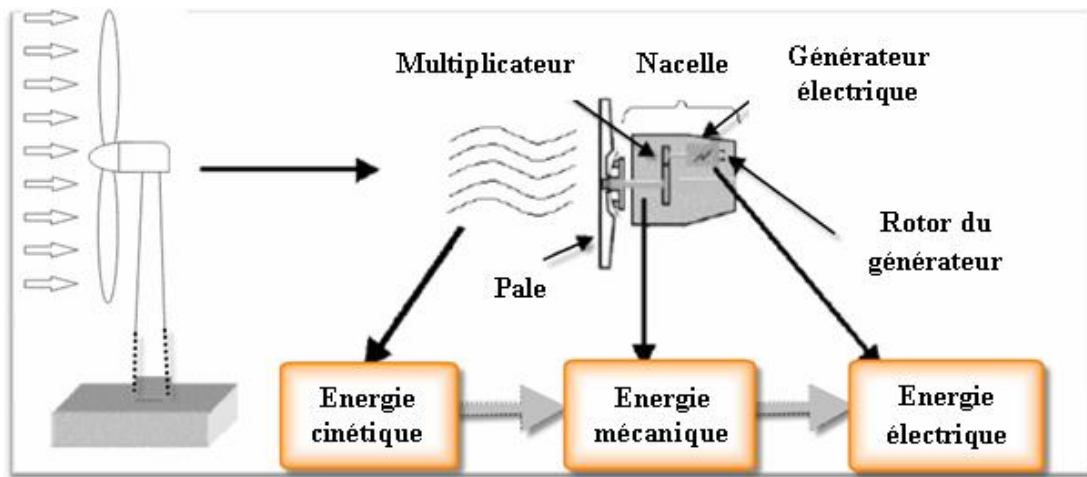 Multiplicateur
Nacelle
Générateur
électrique
Pale
Rotor du
générateur
Energie
cinétique
Energie
mécanique
Energie
électrique